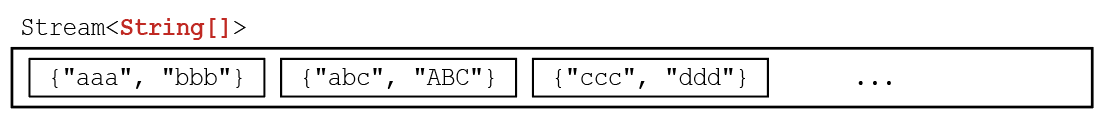 Stream<String[]>
{"aaa", "bbb"} {"abc", "ABC"} {"ccc", "ddd"} ...